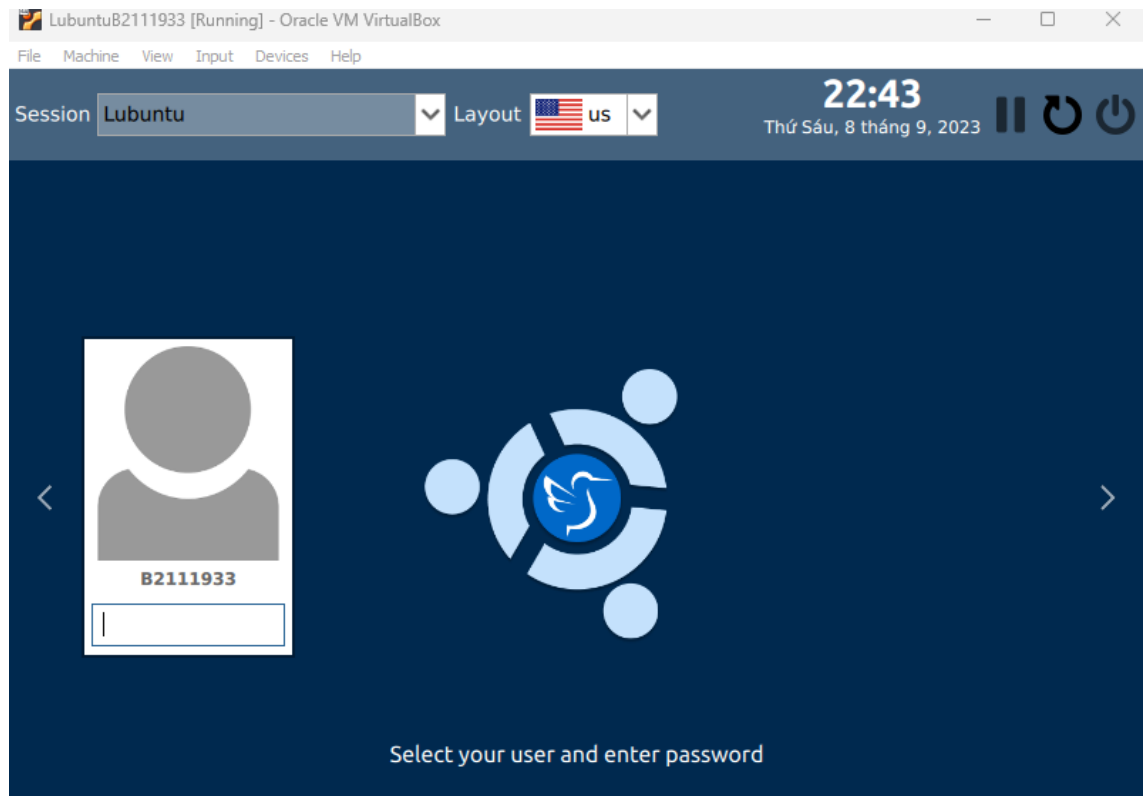 LubuntuB2111933 [Running] - Oracle VM VirtualBox
File Machine View Input Devices Help
Session Lubuntu Layout us 22:43
Thứ Sáu, 8 tháng 9, 2023
B2111933
Select your user and enter password